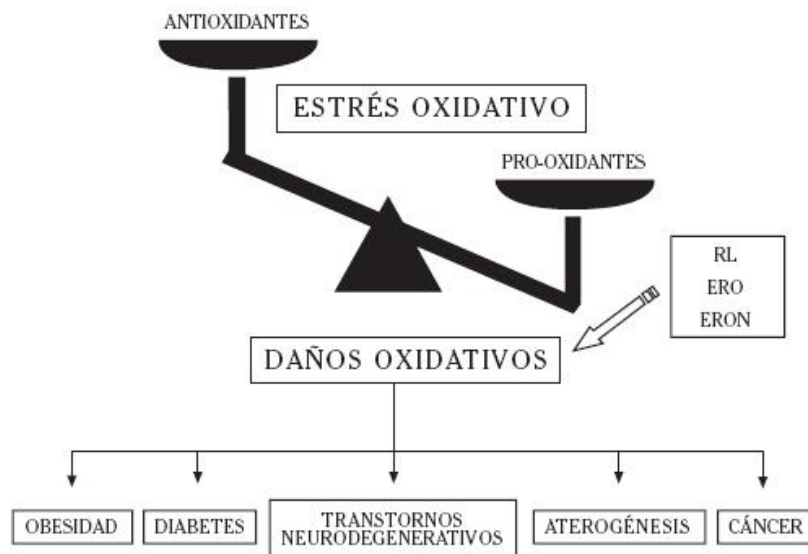 ANTIOXIDANTES
ESTRÉS OXIDATIVO
PRO-OXIDANTES
RL
ERO
ERON
DAÑOS OXIDATIVOS
OBESIDAD
DIABETES
TRANSTORNOS
NEURODEGENERATIVOS
ATEROGÉNESIS
CÁNCER